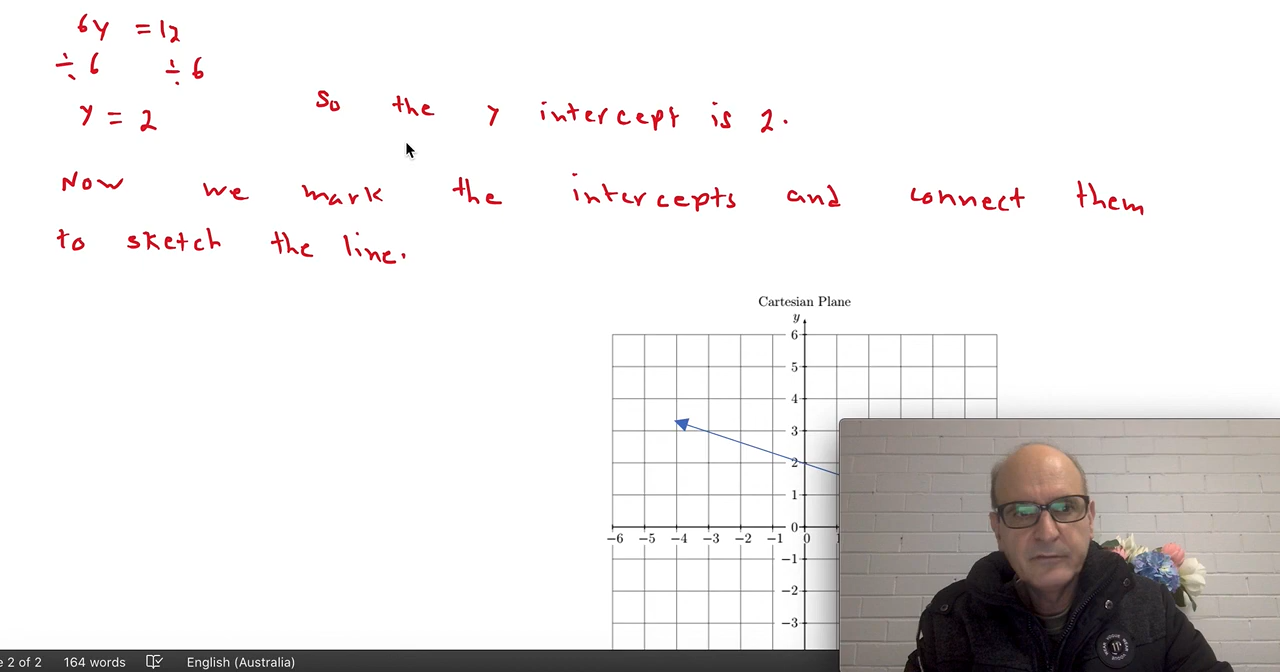 6y = 12
÷6 ÷6
y = 2
So the y intercept is 2.
Now we mark the intercepts and connect them
to sketch the line.
Cartesian Plane
y
6
5
4
3
2
1
0
−6 −5 −4 −3 −2 −1 0
−1
−2
−3
2 of 2 164 words English (Australia)